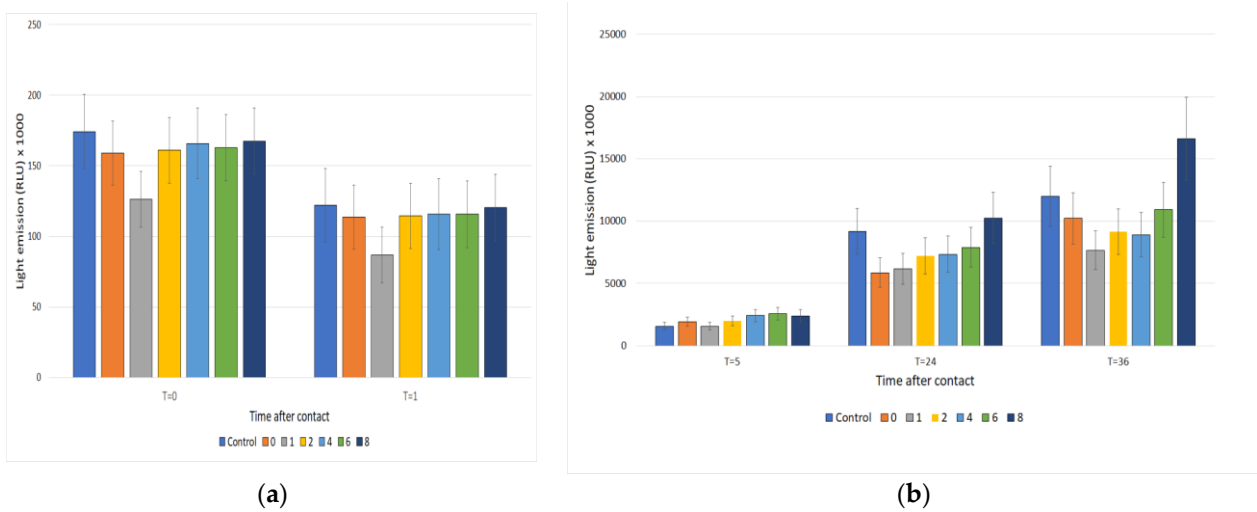 250
200
150
100
50
0
Light emission (RLU) x 1000
T=0 T=1
Time after contact
Control 0 1 2 4 6 8
(a)
25000
20000
15000
10000
5000
0
Light emission (RLU) x 1000
T=5 T=24 T=36
Time after contact
Control 0 1 2 4 6 8
(b)